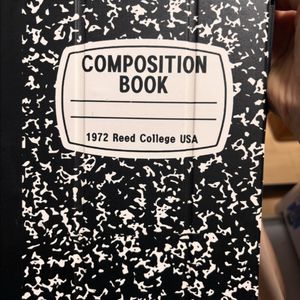 COMPOSITION
BOOK
1972 Reed College USA